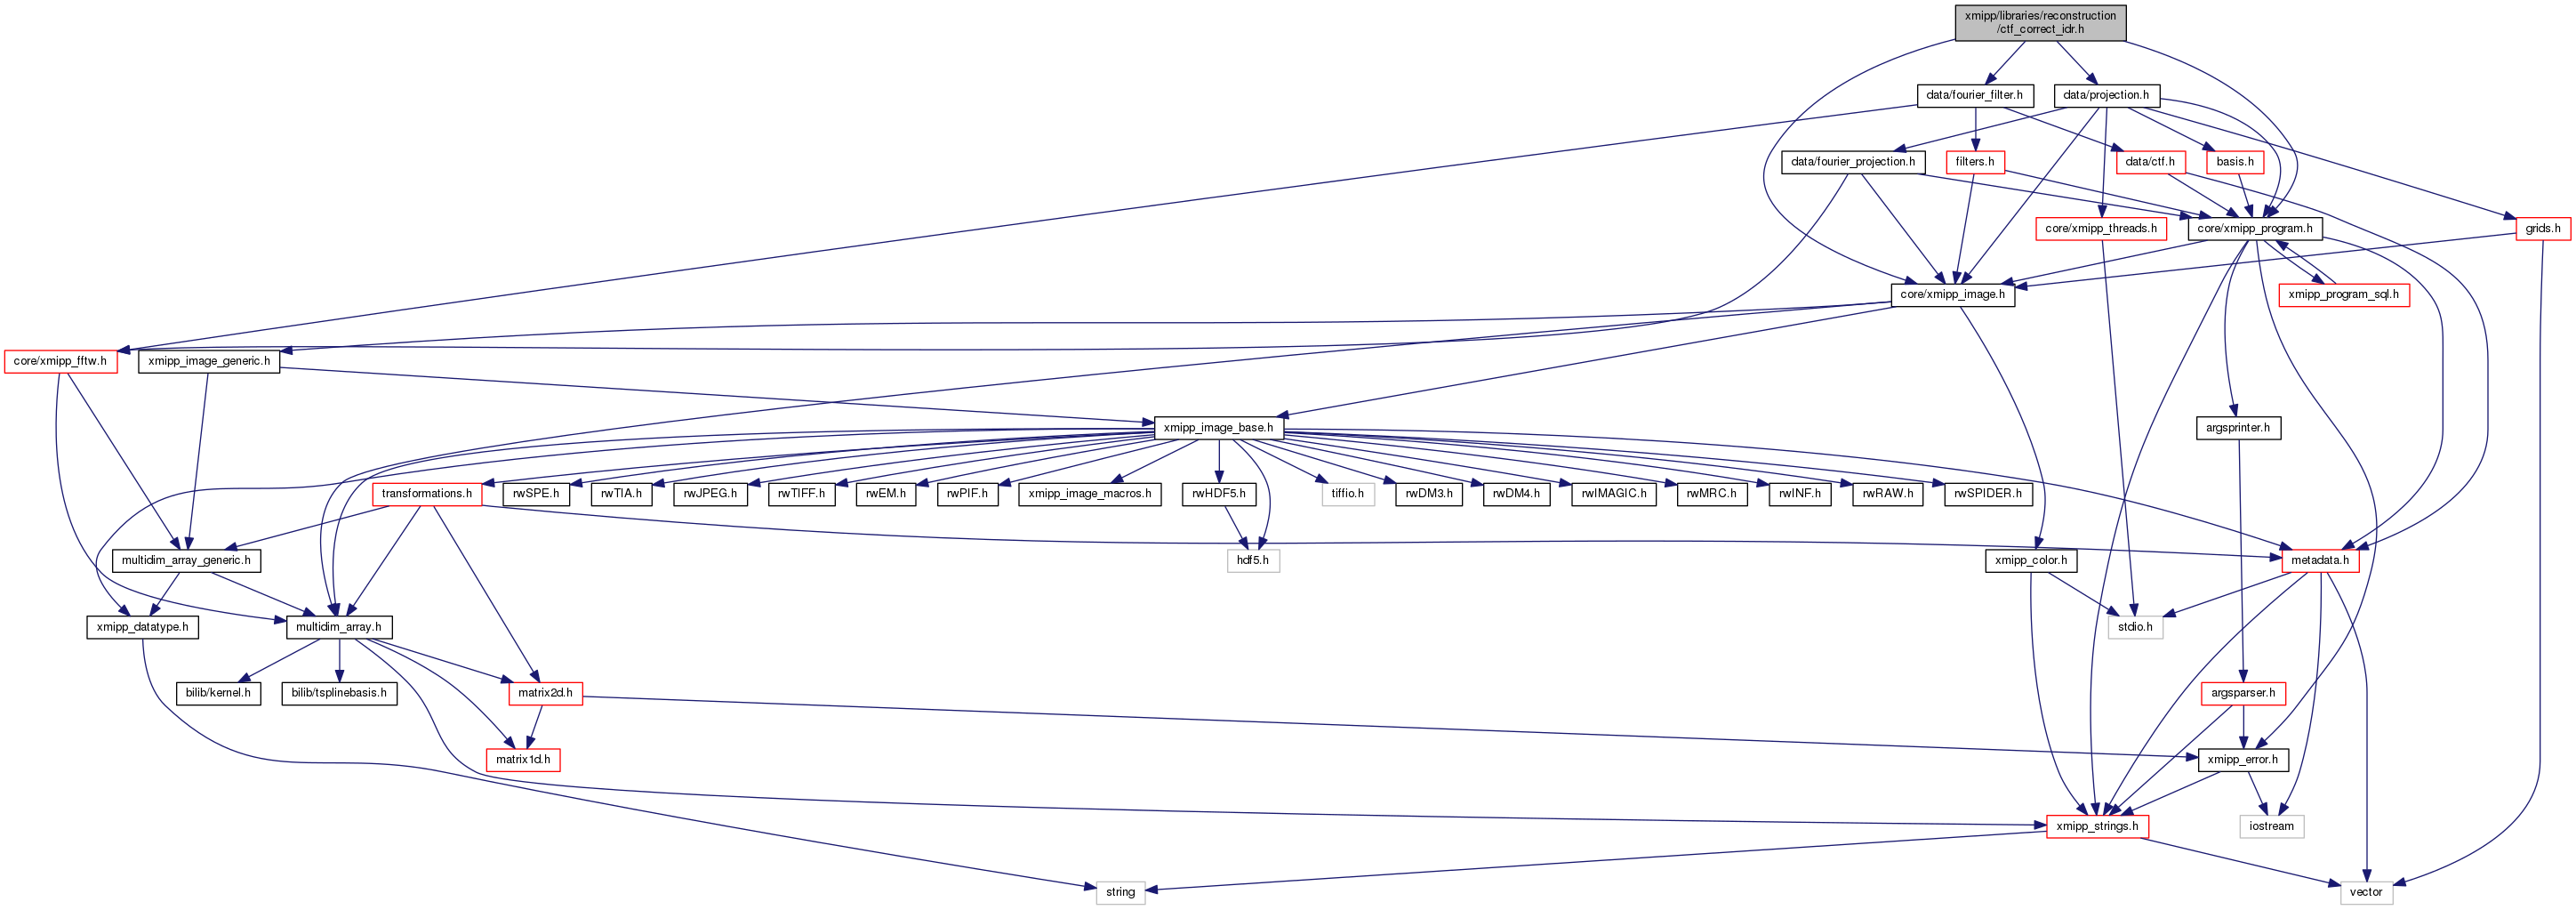 xmipp/libraries/reconstruction
/ctf_correct_idr.h
data/fourier_filter.h
data/projection.h
data/fourier_projection.h
filters.h
data/ctf.h
basis.h
core/xmipp_threads.h
core/xmipp_program.h
grids.h
core/xmipp_image.h
xmipp_program_sql.h
core/xmipp_fftw.h
xmipp_image_generic.h
xmipp_image_base.h
argsprinter.h
transformations.h
rwSPE.h
rwTIA.h
rwJPEG.h
rwTIFF.h
rwEM.h
rwPIF.h
xmipp_image_macros.h
rwHDF5.h
tiffio.h
rwDM3.h
rwDM4.h
rwIMAGIC.h
rwMRC.h
rwINF.h
rwRAW.h
rwSPIDER.h
multidim_array_generic.h
hdf5.h
xmipp_color.h
metadata.h
xmipp_datatype.h
multidim_array.h
stdio.h
bilib/kernel.h
bilib/tsplinebasis.h
matrix2d.h
argsparser.h
matrix1d.h
xmipp_error.h
xmipp_strings.h
iostream
string
vector